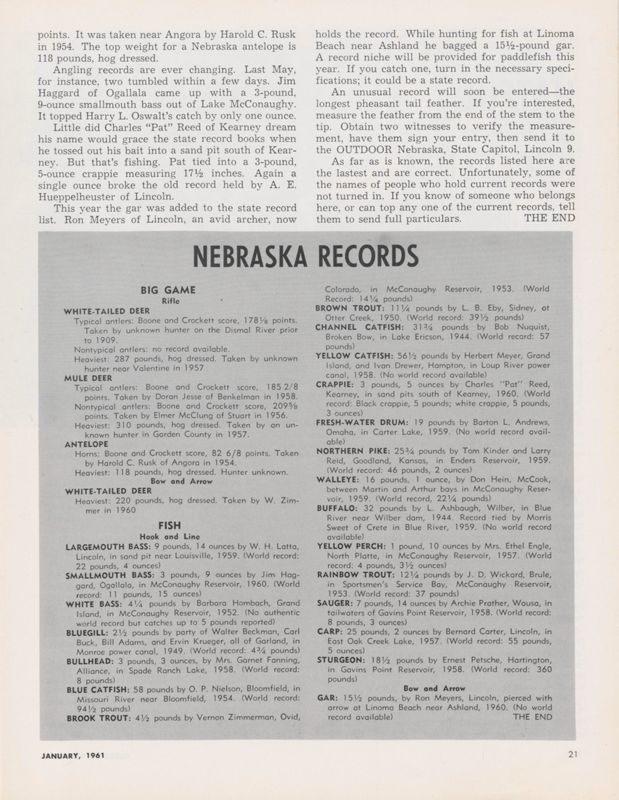 points. It was taken near Angora by Harold C. Rusk
in 1954. The top weight for a Nebraska antelope is
118 pounds, hog dressed.
Angling records are ever changing. Last May,
for instance, two tumbled within a few days. Jim
Haggard of Ogallala came up with a 3-pound,
9-ounce smallmouth bass out of Lake McConaughy.
It topped Harry L. Oswalt's catch by only one ounce.
Little did Charles "Pat" Reed of Kearney dream
his name would grace the state record books when
he tossed out his bait into a sand pit south of Kear-
ney. But that's fishing. Pat tied into a 3-pound,
5-ounce crappie measuring 17½ inches. Again a
single ounce broke the old record held by A. E.
Hueppelheuster of Lincoln.
This year the gar was added to the state record
list. Ron Meyers of Lincoln, an avid archer, now
holds the record. While hunting for fish at Linoma
Beach near Ashland he bagged a 15½-pound gar.
A record niche will be provided for paddlefish this
year. If you catch one, turn in the necessary speci-
fications; it could be a state record.
An unusual record will soon be entered—the
longest pheasant tail feather. If you're interested,
measure the feather from the end of the stem to the
tip. Obtain two witnesses to verify the measure-
ment, have them sign your entry, then send it to
the OUTDOOR Nebraska, State Capitol, Lincoln 9.
As far as is known, the records listed here are
the lastest and are correct. Unfortunately, some of
the names of people who hold current records were
not turned in. If you know of someone who belongs
here, or can top any one of the current records, tell
them to send full particulars. THE END
NEBRASKA RECORDS
BIG GAME
Rifle
WHITE-TAILED DEER
Typical antlers: Boone and Crockett score, 178⅛ points.
Taken by unknown hunter on the Dismal River prior
to 1909.
Nontypical antlers: no record available.
Heaviest: 287 pounds, hog dressed. Taken by unknown
hunter near Valentine in 1957
MULE DEER
Typical antlers: Boone and Crockett score, 185 2/8
points. Taken by Doran Jesse of Benkelman in 1958.
Nontypical antlers: Boone and Crockett score, 209⅝
points. Taken by Elmer McClung of Stuart in 1956.
Heaviest: 310 pounds, hog dressed. Taken by an un-
known hunter in Garden County in 1957.
ANTELOPE
Horns: Boone and Crockett score, 82 6/8 points. Taken
by Harold C. Rusk of Angora in 1954.
Heaviest: 118 pounds, hog dressed. Hunter unknown.
Bow and Arrow
WHITE-TAILED DEER
Heaviest: 220 pounds, hog dressed. Taken by W. Zim-
mer in 1960
FISH
Hook and Line
LARGEMOUTH BASS: 9 pounds, 14 ounces by W. H. Latta,
Lincoln, in sand pit near Louisville, 1959. (World record:
22 pounds, 4 ounces)
SMALLMOUTH BASS: 3 pounds, 9 ounces by Jim Hag-
gard, Ogallala, in McConaughy Reservoir, 1960. (World
record: 11 pounds, 15 ounces)
WHITE BASS: 4¼ pounds by Barbara Hombach, Grand
Island, in McConaughy Reservoir, 1952. (No authentic
world record but catches up to 5 pounds reported)
BLUEGILL: 2½ pounds by party of Walter Beckman, Carl
Buck, Bill Adams, and Ervin Krueger, all of Garland, in
Monroe power canal, 1949. (World record: 4¾ pounds)
BULLHEAD: 3 pounds, 3 ounces, by Mrs. Garnet Fanning,
Alliance, in Spade Ranch Lake, 1958. (World record:
8 pounds)
BLUE CATFISH: 58 pounds by O. P. Nielson, Bloomfield, in
Missouri River near Bloomfield, 1954. (World record:
94½ pounds)
BROOK TROUT: 4½ pounds by Vernon Zimmerman, Ovid,
Colorado, in McConaughy Reservoir, 1953. (World
Record: 14¼ pounds)
BROWN TROUT: 11¼ pounds by L. B. Eby, Sidney, at
Otter Creek, 1950. (World record: 39½ pounds)
CHANNEL CATFISH: 31¾ pounds by Bob Nuquist,
Broken Bow, in Lake Ericson, 1944. (World record: 57
pounds)
YELLOW CATFISH: 56½ pounds by Herbert Meyer, Grand
Island, and Ivan Drewer, Hampton, in Loup River power
canal, 1958. (No world record available)
CRAPPIE: 3 pounds, 5 ounces by Charles "Pat" Reed,
Kearney, in sand pits south of Kearney, 1960. (World
record: Black crappie, 5 pounds; white crappie, 5 pounds,
3 ounces)
FRESH-WATER DRUM: 19 pounds by Barton L. Andrews,
Omaha, in Carter Lake, 1959. (No world record avail-
able)
NORTHERN PIKE: 25¾ pounds by Tom Kinder and Larry
Reid, Goodland, Kansas, in Enders Reservoir, 1959.
(World record: 46 pounds, 2 ounces)
WALLEYE: 16 pounds, 1 ounce, by Don Hein, McCook,
between Martin and Arthur bays in McConaughy Reser-
voir, 1959. (World record, 22¼ pounds)
BUFFALO: 32 pounds by L. Ashbaugh, Wilber, in Blue
River near Wilber dam, 1944. Record tied by Morris
Sweet of Crete in Blue River, 1959. (No world record
available)
YELLOW PERCH: 1 pound, 10 ounces by Mrs. Ethel Engle,
North Platte, in McConaughy Reservoir, 1957. (World
record: 4 pounds, 3½ ounces)
RAINBOW TROUT: 12¼ pounds by J. D. Wickard, Brule,
in Sportsmen's Service Bay, McConaughy Reservoir,
1953. (World record: 37 pounds)
SAUGER: 7 pounds, 14 ounces by Archie Prather, Wausa, in
tailwaters of Gavins Point Reservoir, 1958. (World record:
8 pounds, 3 ounces)
CARP: 25 pounds, 2 ounces by Bernard Carter, Lincoln, in
East Oak Creek Lake, 1957. (World record: 55 pounds,
5 ounces)
STURGEON: 18½ pounds by Ernest Petsche, Hartington,
in Gavins Point Reservoir, 1958. (World record: 360
pounds)
Bow and Arrow
GAR: 15½ pounds, by Ron Meyers, Lincoln, pierced with
arrow at Linoma Beach near Ashland, 1960. (No world
record available) THE END
JANUARY, 1961 21